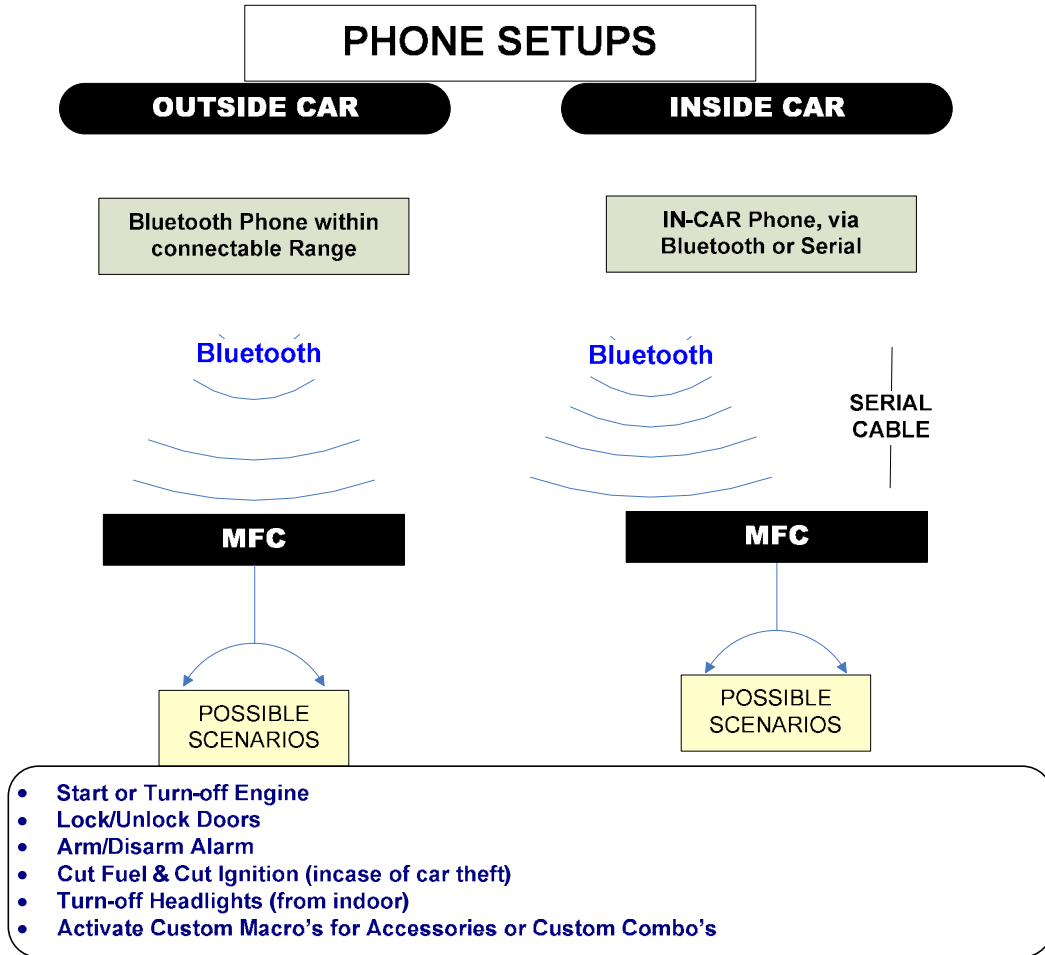 PHONE SETUPS
OUTSIDE CAR
INSIDE CAR
Bluetooth Phone within
connectable Range
IN-CAR Phone, via
Bluetooth or Serial
Bluetooth
Bluetooth
SERIAL
CABLE
MFC
MFC
POSSIBLE
SCENARIOS
POSSIBLE
SCENARIOS
• Start or Turn-off Engine
• Lock/Unlock Doors
• Arm/Disarm Alarm
• Cut Fuel & Cut Ignition (incase of car theft)
• Turn-off Headlights (from indoor)
• Activate Custom Macro's for Accessories or Custom Combo's